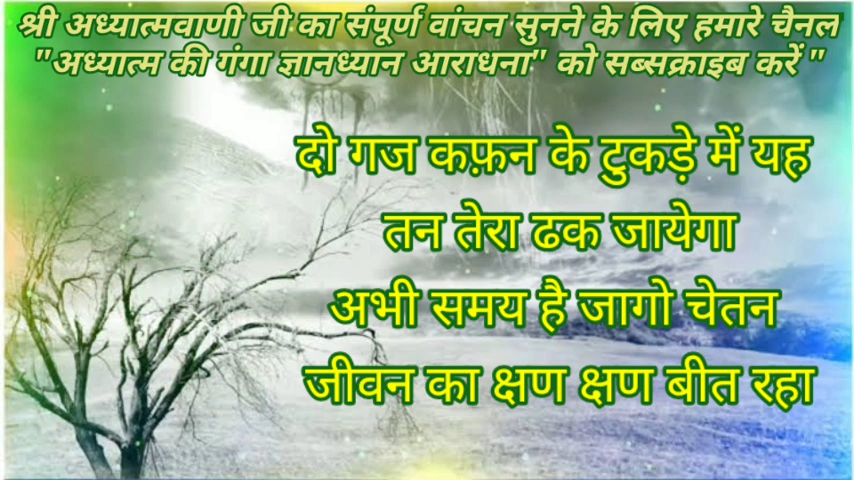 श्री अध्यात्मवाणी जी का संपूर्ण वांचन सुनने के लिए हमारे चैनल
"अध्यात्म की गंगा ज्ञानध्यान आराधना" को सब्सक्राइब करें "
दो गज कफ़न के टुकड़े में यह
तन तेरा ढक जायेगा
अभी समय है जागो चेतन
जीवन का क्षण क्षण बीत रहा